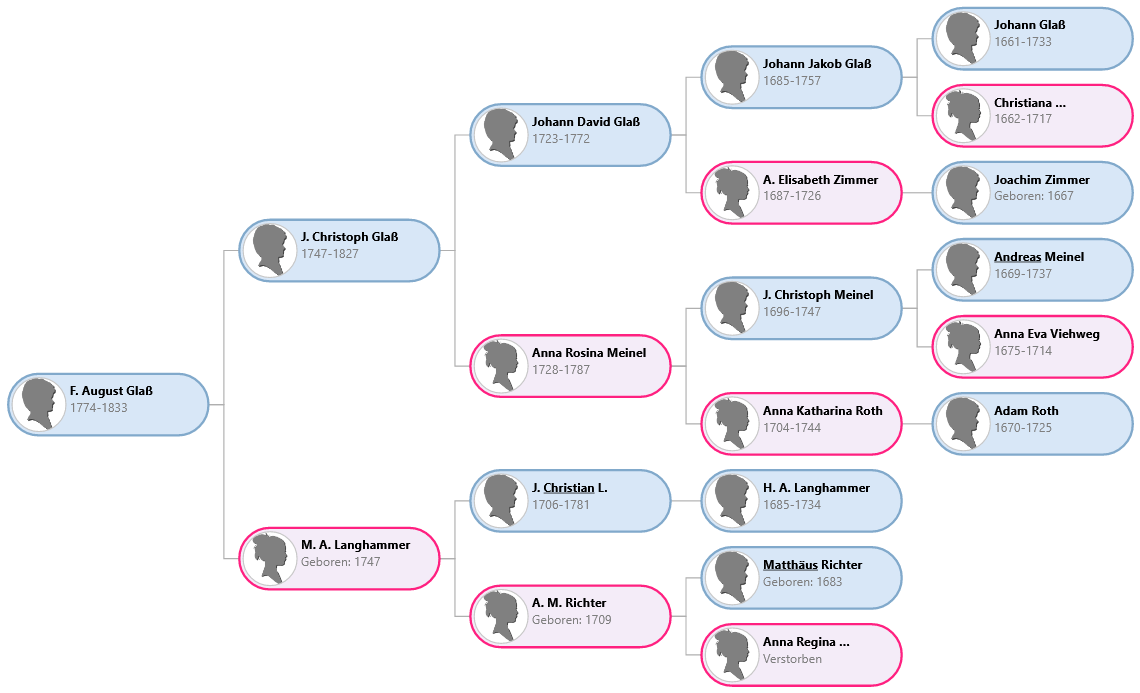 Johann Glaß
1661-1733
Johann Jakob Glaß
1685-1757
Christiana ...
1662-1717
Johann David Glaß
1723-1772
A. Elisabeth Zimmer
1687-1726
Joachim Zimmer
Geboren: 1667
J. Christoph Glaß
1747-1827
Andreas Meinel
1669-1737
J. Christoph Meinel
1696-1747
Anna Eva Viehweg
1675-1714
Anna Rosina Meinel
1728-1787
F. August Glaß
1774-1833
Anna Katharina Roth
1704-1744
Adam Roth
1670-1725
J. Christian L.
1706-1781
H. A. Langhammer
1685-1734
M. A. Langhammer
Geboren: 1747
Matthäus Richter
Geboren: 1683
A. M. Richter
Geboren: 1709
Anna Regina ...
Verstorben